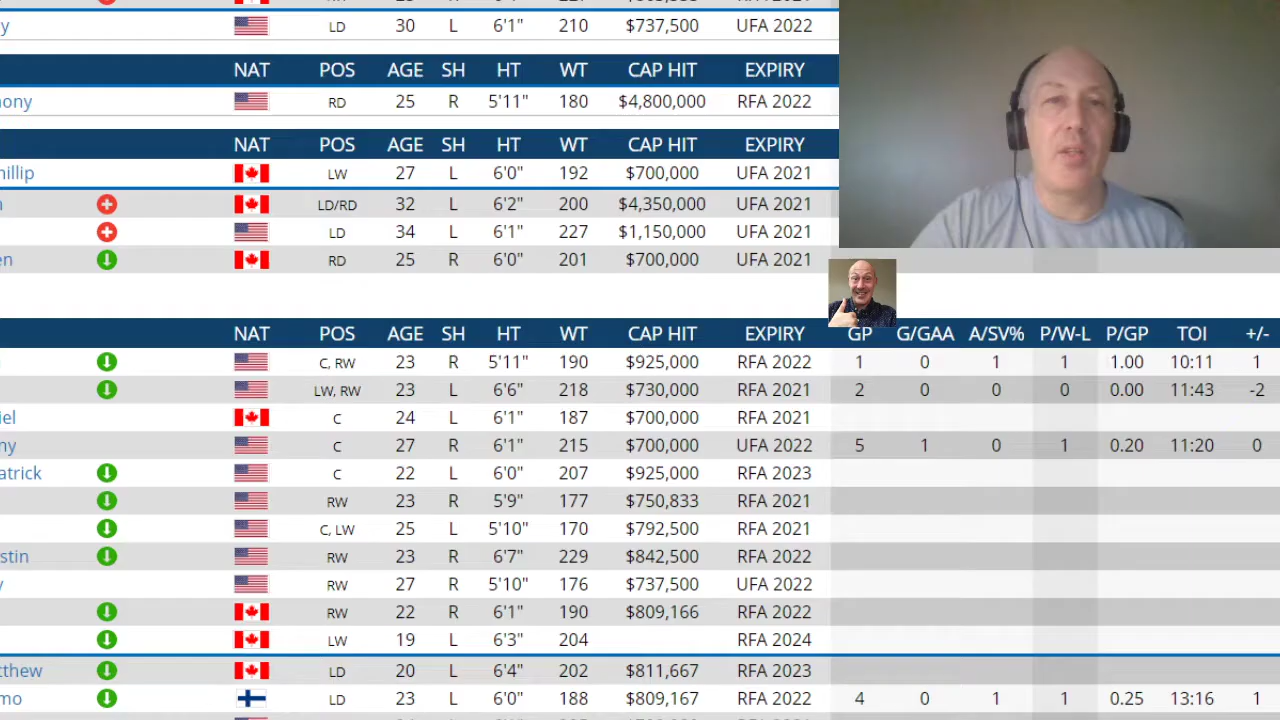 y LD 30 L 6'1" 210 $737,500 UFA 2022
NAT POS AGE SH HT WT CAP HIT EXPIRY
hony RD 25 R 5'11" 180 $4,800,000 RFA 2022
NAT POS AGE SH HT WT CAP HIT EXPIRY
hillip LW 27 L 6'0" 192 $700,000 UFA 2021
LD/RD 32 L 6'2" 200 $4,350,000 UFA 2021
LD 34 L 6'1" 227 $1,150,000 UFA 2021
en RD 25 R 6'0" 201 $700,000 UFA 2021
NAT POS AGE SH HT WT CAP HIT EXPIRY GP G/GAA A/SV% P/W-L P/GP TOI +/-
C, RW 23 R 5'11" 190 $925,000 RFA 2022 1 0 1 1 1.00 10:11 1
LW, RW 23 L 6'6" 218 $730,000 RFA 2021 2 0 0 0 0.00 11:43 -2
iel C 24 L 6'1" 187 $700,000 RFA 2021
ny C 27 R 6'1" 215 $700,000 UFA 2022 5 1 0 1 0.20 11:20 0
atrick C 22 L 6'0" 207 $925,000 RFA 2023
RW 23 R 5'9" 177 $750,833 RFA 2021
C, LW 25 L 5'10" 170 $792,500 RFA 2021
stin RW 23 R 6'7" 229 $842,500 RFA 2022
y RW 27 R 5'10" 176 $737,500 UFA 2022
RW 22 R 6'1" 190 $809,166 RFA 2022
LW 19 L 6'3" 204 RFA 2024
tthew LD 20 L 6'4" 202 $811,667 RFA 2023
mo LD 23 L 6'0" 188 $809,167 RFA 2022 4 0 1 1 0.25 13:16 1